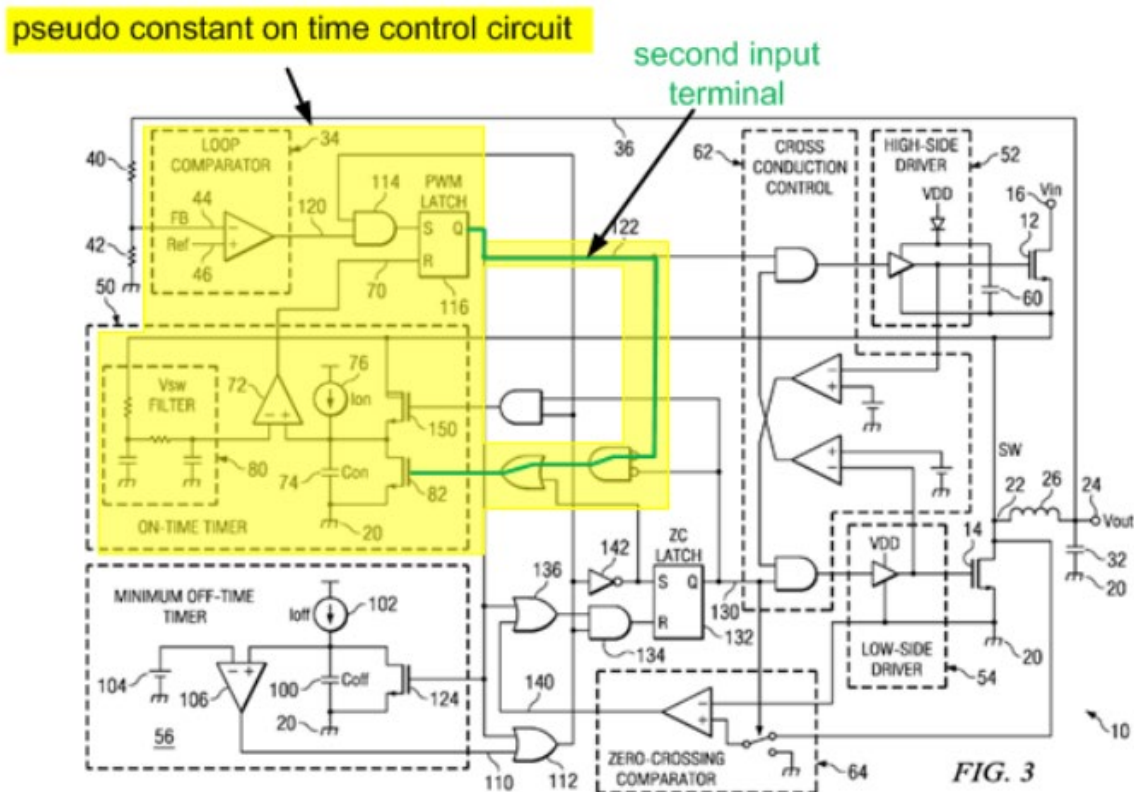 pseudo constant on time control circuit
second input
terminal
LOOP
COMPARATOR
34
36
62
CROSS
CONDUCTION
CONTROL
HIGH-SIDE
DRIVER
52
40
114
PWM
LATCH
VDD
16
Vin
12
FB
44
120
S
Q
122
42
Ref
46
70
R
60
50
116
76
Vsw
FILTER
72
Ion
150
74
Con
82
80
SW
20
ON-TIME TIMER
22
26
24
Vout
ZC
LATCH
14
142
VDD
32
MINIMUM OFF-TIME
TIMER
136
S
Q
130
20
Ioff
102
R
132
134
LOW-SIDE
DRIVER
20
104
106
100
Coff
124
140
54
20
56
10
110
112
ZERO-CROSSING
COMPARATOR
64
FIG. 3